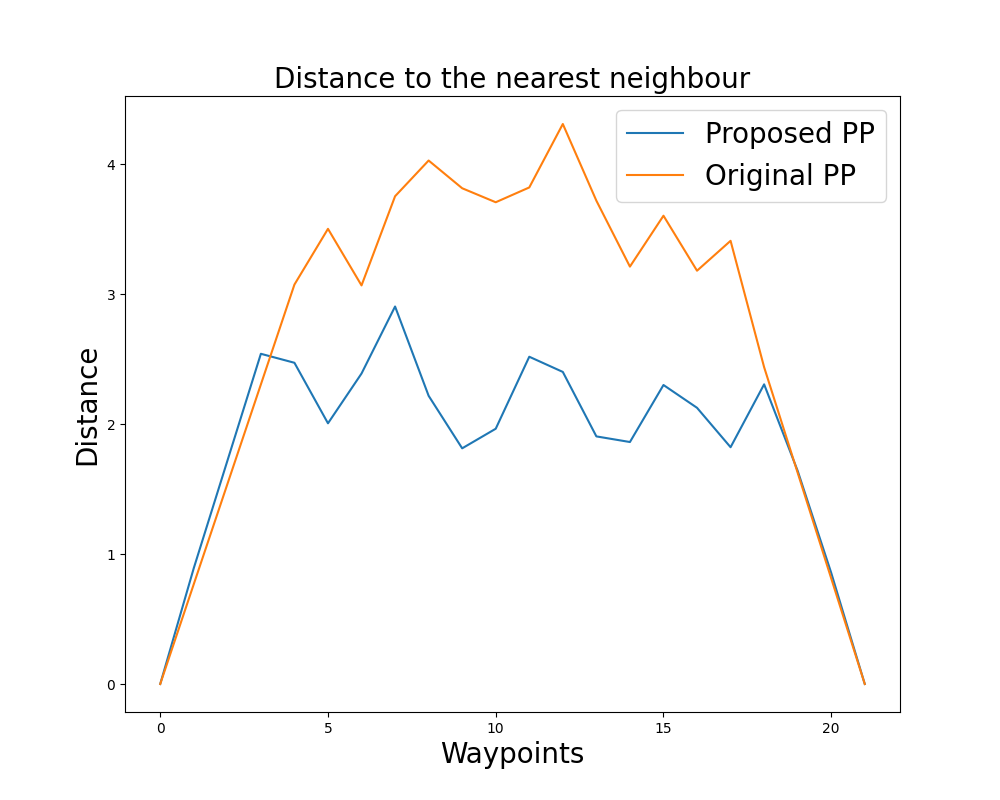 Distance to the nearest neighbour
Proposed PP
Original PP
4
3
2
1
0
Distance
0 5 10 15 20
Waypoints